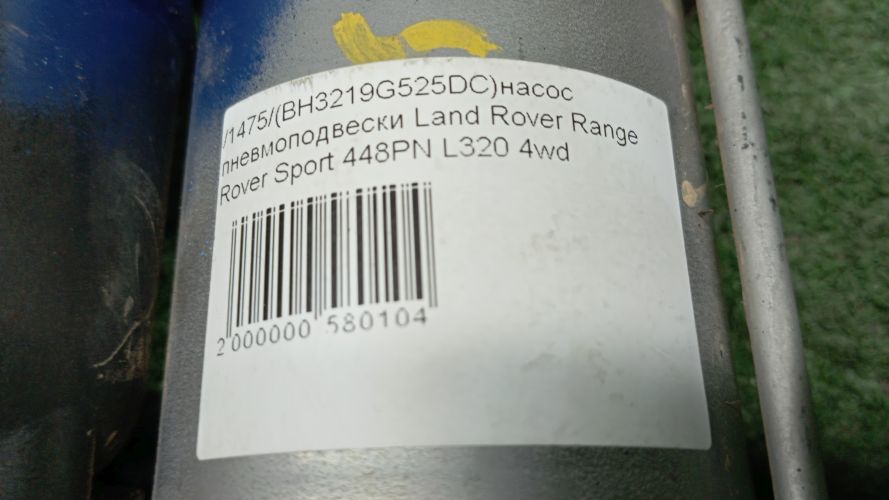 /1475/(BH3219G525DC)насос
пневмоподвески Land Rover Range
Rover Sport 448PN L320 4wd
2 000000 580104